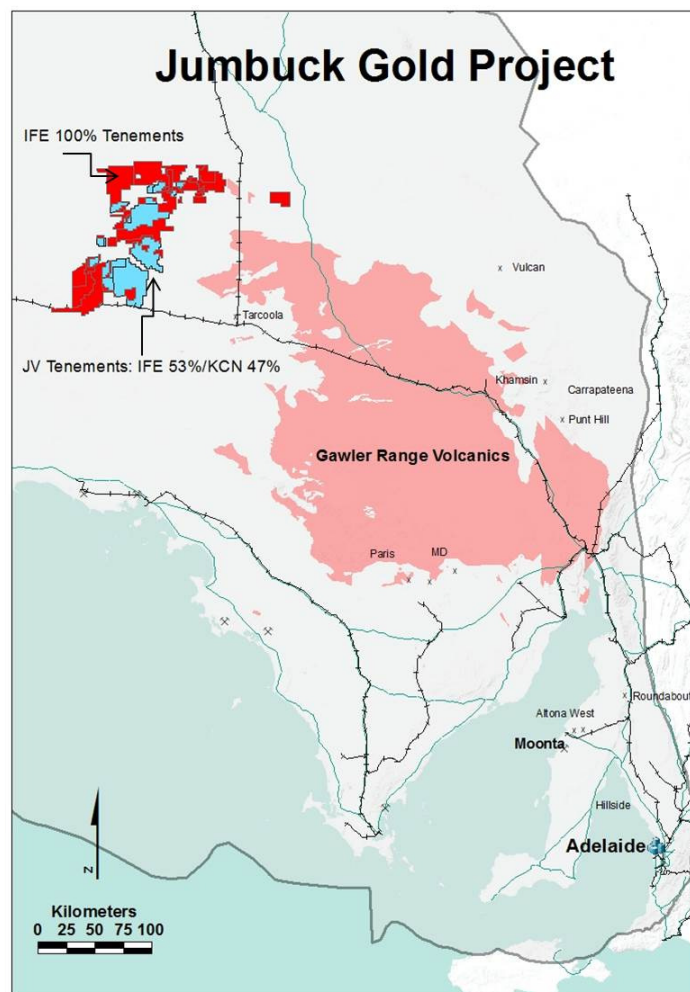 Jumbuck Gold Project
IFE 100% Tenements
Vulcan
Tarcoola
JV Tenements: IFE 53%/KCN 47%
Khamsin
Carrapateena
Punt Hill
Gawler Range Volcanics
Paris
MD
Roundabout
Altona West
Moonta
Hillside
Adelaide
N
Kilometers
0 25 50 75 100